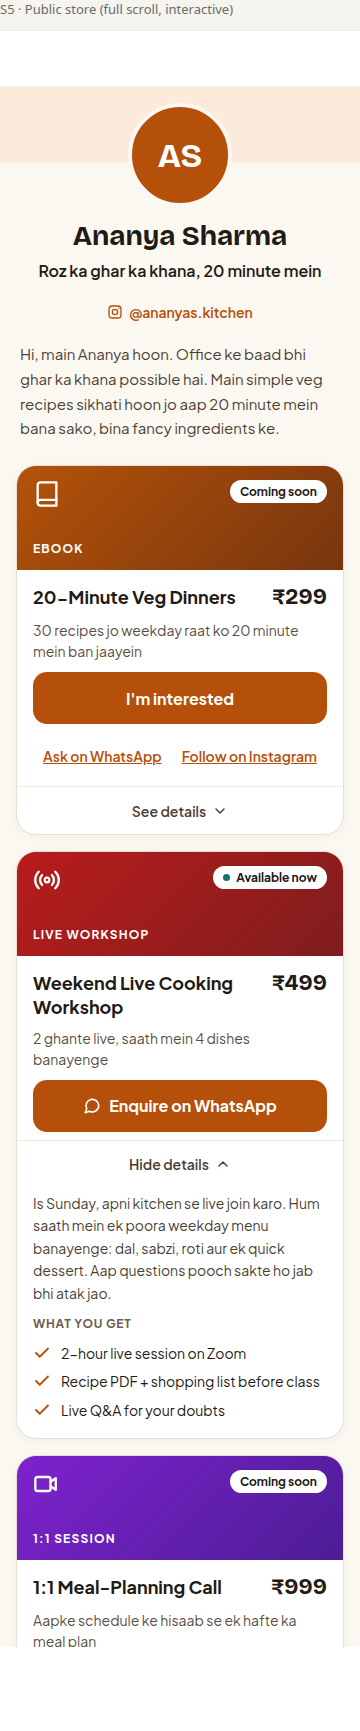 S5 · Public store (full scroll, interactive)
AS
Ananya Sharma
Roz ka ghar ka khana, 20 minute mein
@ananyas.kitchen
Hi, main Ananya hoon. Office ke baad bhi
ghar ka khana possible hai. Main simple veg
recipes sikhati hoon jo aap 20 minute mein
bana sako, bina fancy ingredients ke.
Coming soon
EBOOK
20-Minute Veg Dinners ₹299
30 recipes jo weekday raat ko 20 minute
mein ban jaayein
I'm interested
Ask on WhatsApp Follow on Instagram
See details
Available now
LIVE WORKSHOP
Weekend Live Cooking ₹499
Workshop
2 ghante live, saath mein 4 dishes
banayenge
Enquire on WhatsApp
Hide details
Is Sunday, apni kitchen se live join karo. Hum
saath mein ek poora weekday menu
banayenge: dal, sabzi, roti aur ek quick
dessert. Aap questions pooch sakte ho jab
bhi atak jao.
WHAT YOU GET
2-hour live session on Zoom
Recipe PDF + shopping list before class
Live Q&A for your doubts
Coming soon
1:1 SESSION
1:1 Meal-Planning Call ₹999
Aapke schedule ke hisaab se ek hafte ka
meal plan